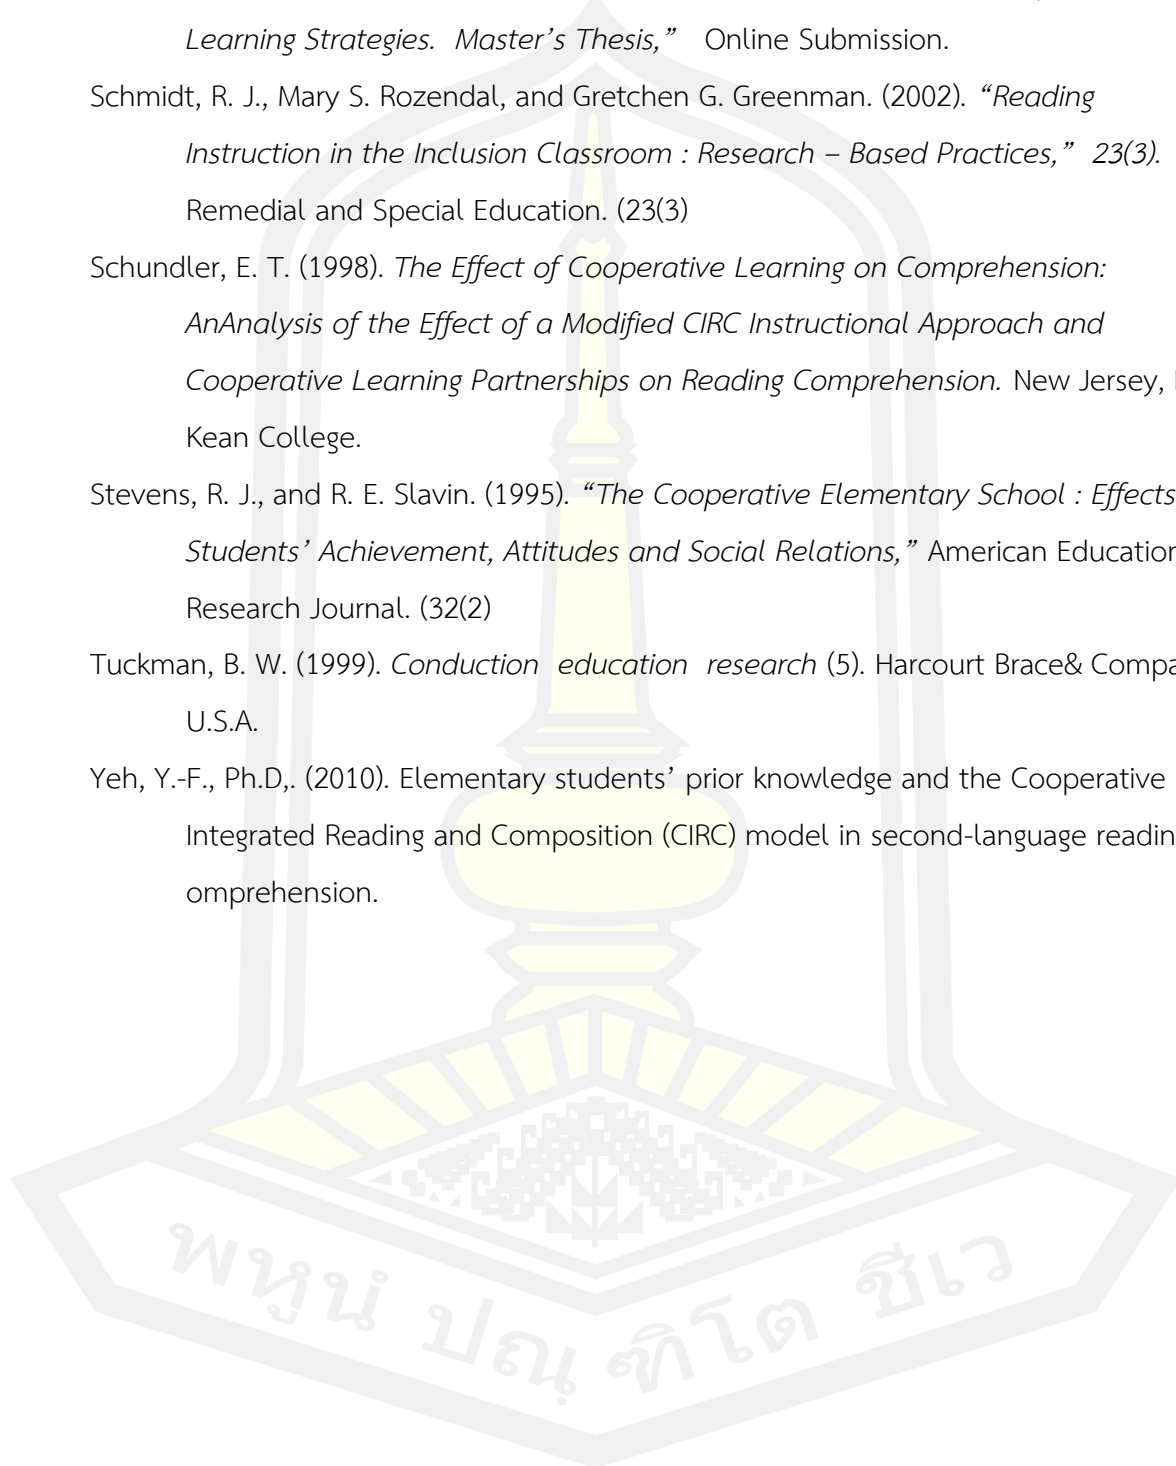 Learning Strategies. Master’s Thesis,” Online Submission.
Schmidt, R. J., Mary S. Rozendal, and Gretchen G. Greenman. (2002). “Reading
Instruction in the Inclusion Classroom : Research – Based Practices,” 23(3).
Remedial and Special Education. (23(3)
Schundler, E. T. (1998). The Effect of Cooperative Learning on Comprehension:
AnAnalysis of the Effect of a Modified CIRC Instructional Approach and
Cooperative Learning Partnerships on Reading Comprehension. New Jersey,
Kean College.
Stevens, R. J., and R. E. Slavin. (1995). “The Cooperative Elementary School : Effects
Students’ Achievement, Attitudes and Social Relations,” American Education
Research Journal. (32(2)
Tuckman, B. W. (1999). Conduction education research (5). Harcourt Brace& Compa
U.S.A.
Yeh, Y.-F., Ph.D,. (2010). Elementary students’ prior knowledge and the Cooperative
Integrated Reading and Composition (CIRC) model in second-language readin
omprehension.
พหูนํ ปณฺฑิโต ชีเว